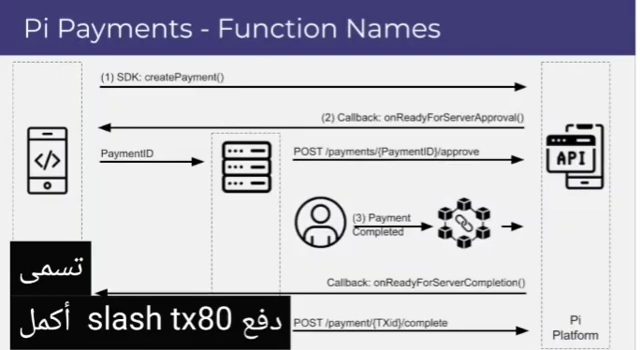 Pi Payments - Function Names
(1) SDK: createPayment()
(2) Callback: onReadyForServerApproval()
PaymentID
POST /payments/{PaymentID}/approve
API
(3) Payment
Completed
Callback: onReadyForServerCompletion()
تسمى
دفع slash tx80 أكمل
POST /payment/{TXid}/complete
Pi
Platform